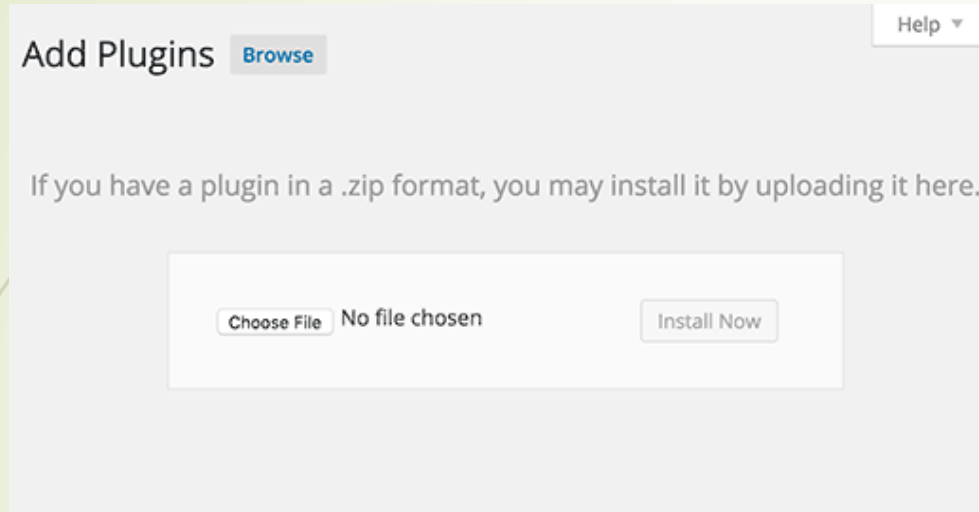 Help
Add Plugins Browse
If you have a plugin in a .zip format, you may install it by uploading it here.
Choose File No file chosen Install Now